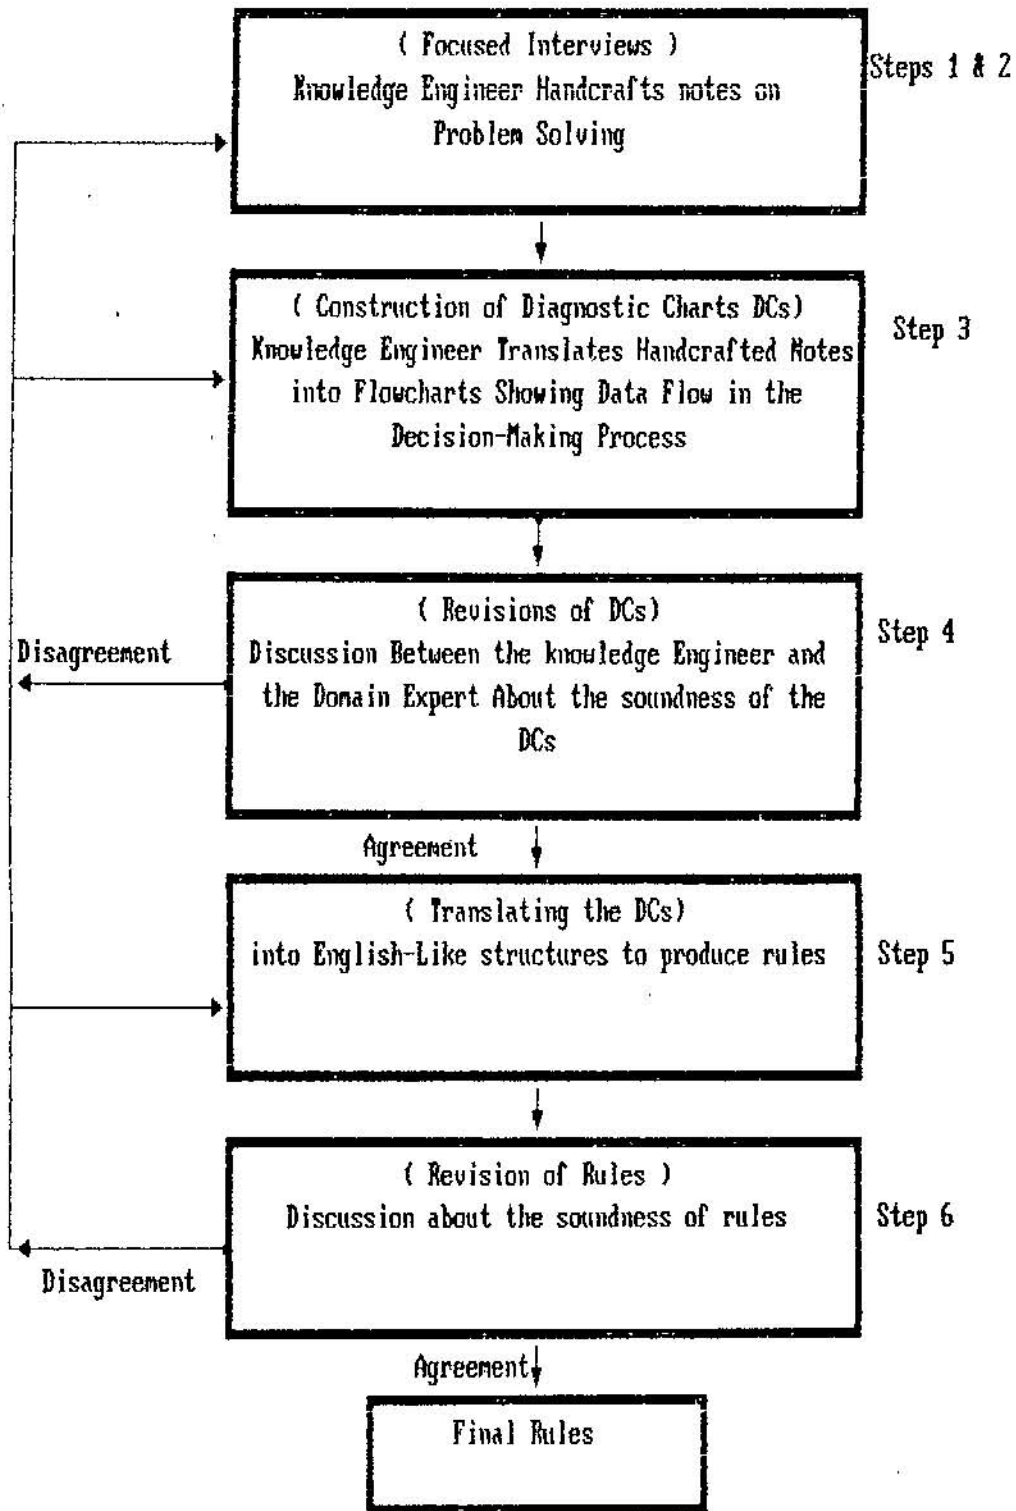 ( Focused Interviews )
Steps 1 & 2
Knowledge Engineer Handcrafts notes on
Problem Solving
( Construction of Diagnostic Charts DCs)
Step 3
Knowledge Engineer Translates Handcrafted Notes
into Flowcharts Showing Data Flow in the
Decision-Making Process
( Revisions of DCs)
Step 4
Disagreement
Discussion Between the knowledge Engineer and
the Domain Expert About the soundness of the
DCs
Agreement
( Translating the DCs)
into English-Like structures to produce rules
Step 5
( Revision of Rules )
Discussion about the soundness of rules
Step 6
Disagreement
Agreement
Final Rules